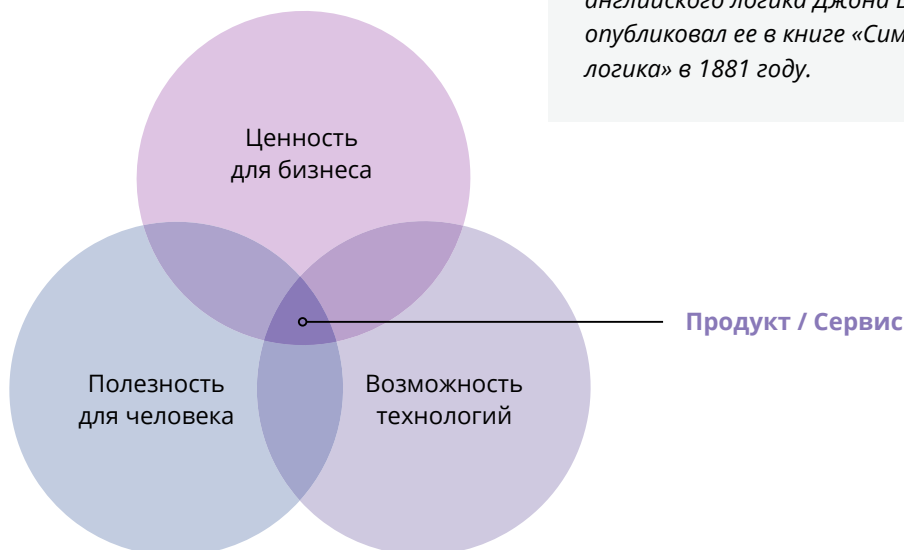 английского логика Джона
опубликовал ее в книге
логика» в 1881 году.
Ценность
для бизнеса
Продукт / Сервис
Полезность
для человека
Возможность
технологий